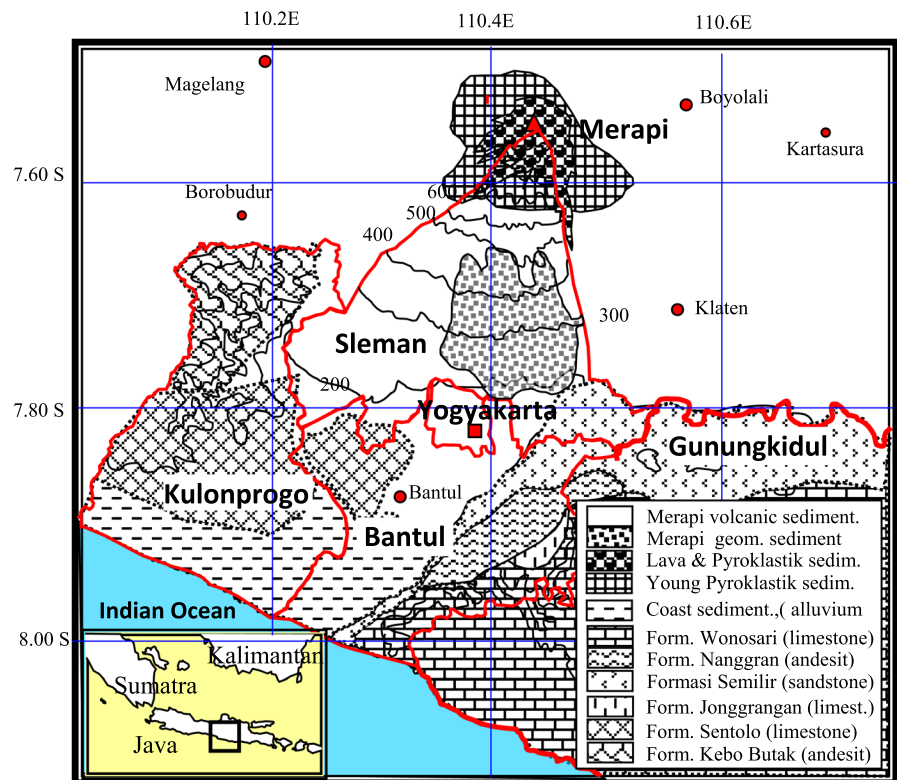 110.2E 110.4E 110.6E
Magelang
Boyolali
Merapi
Kartasura
7.60 S
Borobudur
60
500
400
Klaten
300
Sleman
200
7.80 S
Yogyakarta
Gunungkidul
Kulonprogo
Bantul
Bantul
Merapi volcanic sediment.
Merapi geom. sediment
Lava & Pyroklastik sedim.
Young Pyroklastik sedim.
Coast sediment.,( alluvium
Form. Wonosari (limestone)
Form. Nanggran (andesit)
Formasi Semilir (sandstone)
Form. Jonggrangan (limest.)
Form. Sentolo (limestone)
Form. Kebo Butak (andesit)
Indian Ocean
8.00 S
Kalimantan
Sumatra
Java